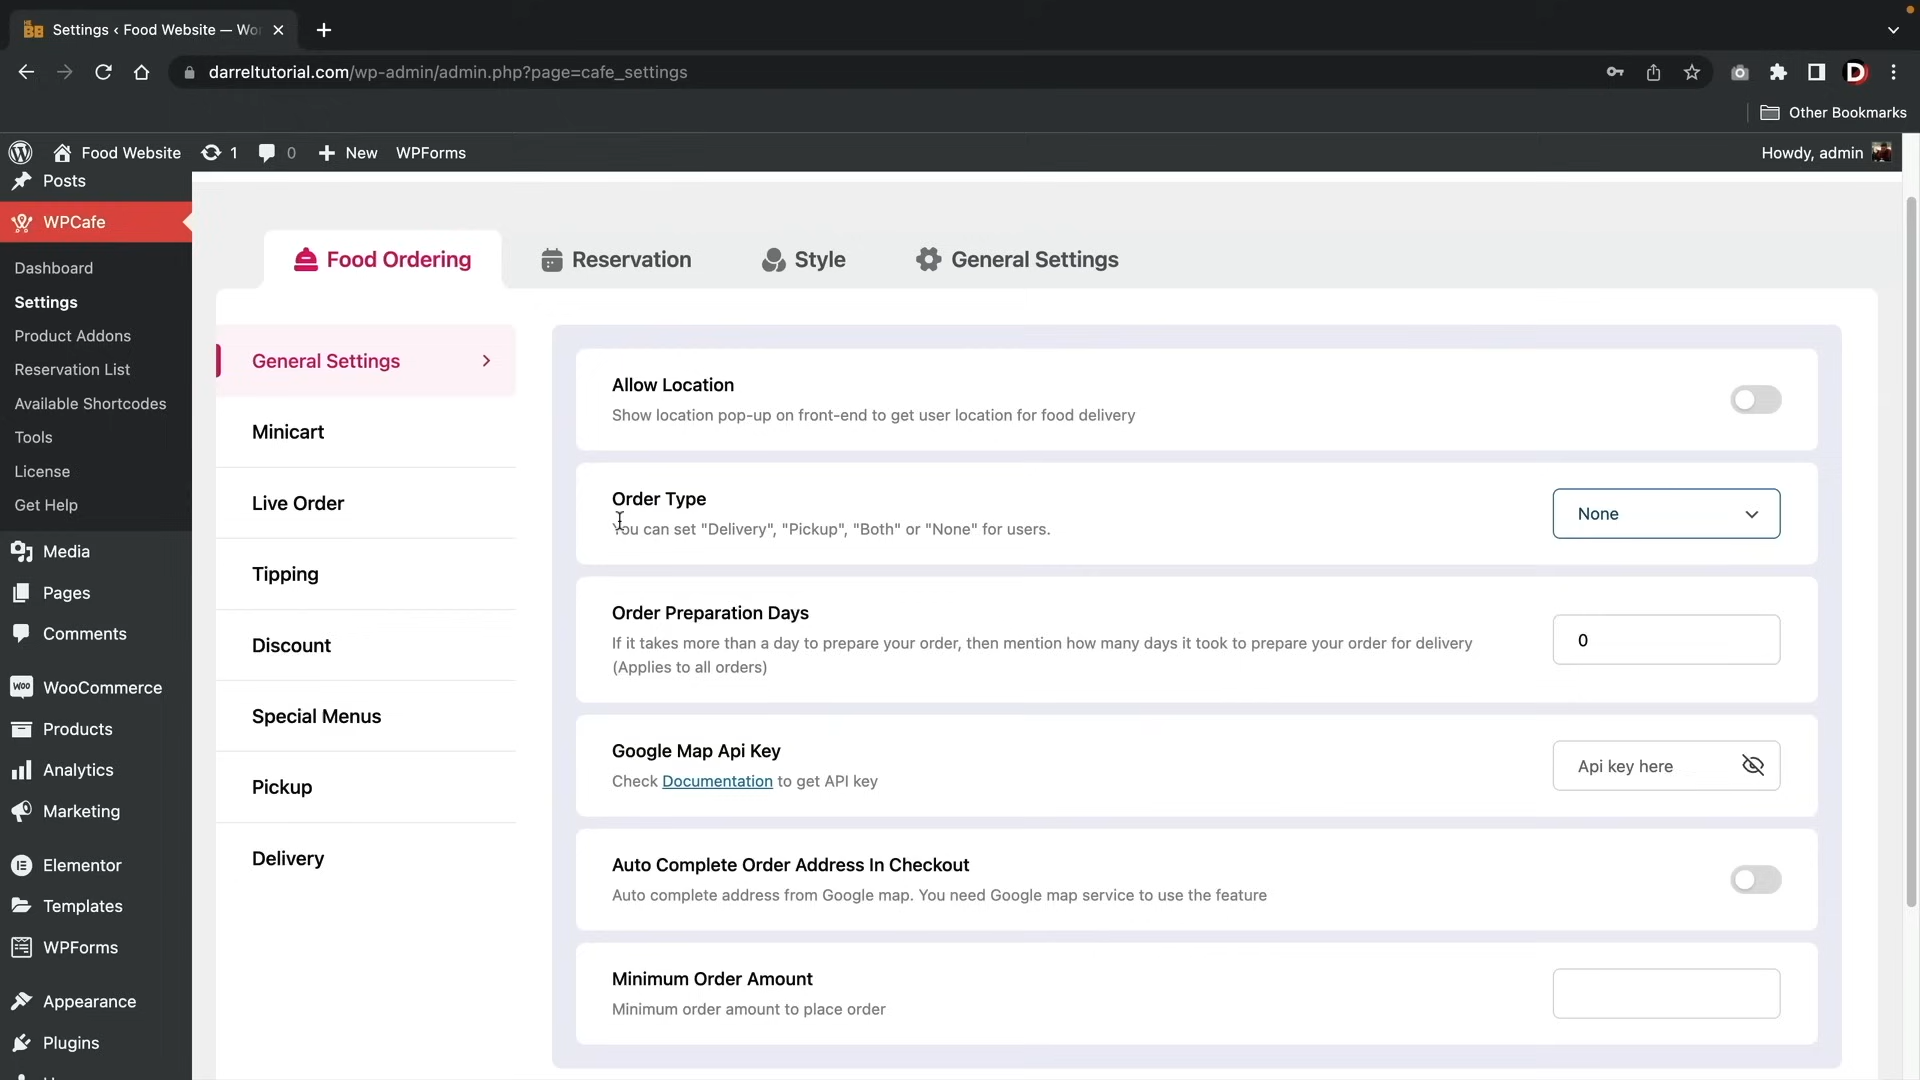 Settings ‹ Food Website — Wo
darreltutorial.com/wp-admin/admin.php?page=cafe_settings
Other Bookmarks
Food Website 1 0 New WPForms Howdy, admin
Posts
WPCafe
Dashboard
Settings
Product Addons
Reservation List
Available Shortcodes
Tools
License
Get Help
Media
Pages
Comments
WooCommerce
Products
Analytics
Marketing
Elementor
Templates
WPForms
Appearance
Plugins
Food Ordering Reservation Style General Settings
General Settings
Minicart
Live Order
Tipping
Discount
Special Menus
Pickup
Delivery
Allow Location
Show location pop-up on front-end to get user location for food delivery
Order Type
You can set "Delivery", "Pickup", "Both" or "None" for users.
None
Order Preparation Days
If it takes more than a day to prepare your order, then mention how many days it took to prepare your order for delivery
(Applies to all orders)
0
Google Map Api Key
Check Documentation to get API key
Api key here
Auto Complete Order Address In Checkout
Auto complete address from Google map. You need Google map service to use the feature
Minimum Order Amount
Minimum order amount to place order